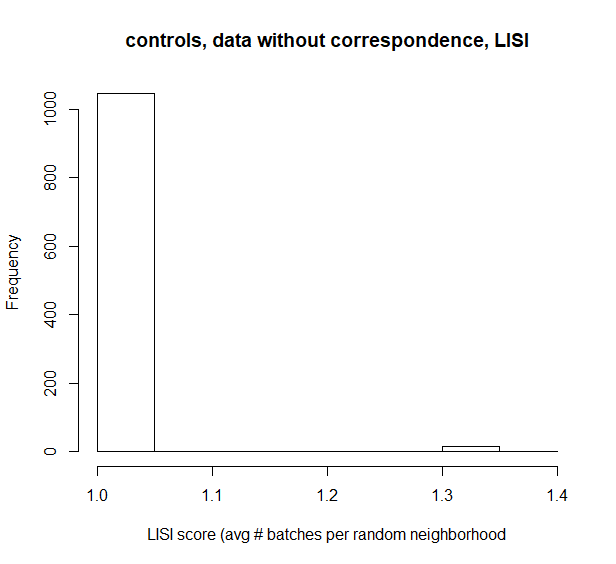 controls, data without correspondence, LISI
Frequency
1000
800
600
400
200
0
1.0 1.1 1.2 1.3 1.4
LISI score (avg # batches per random neighborhood